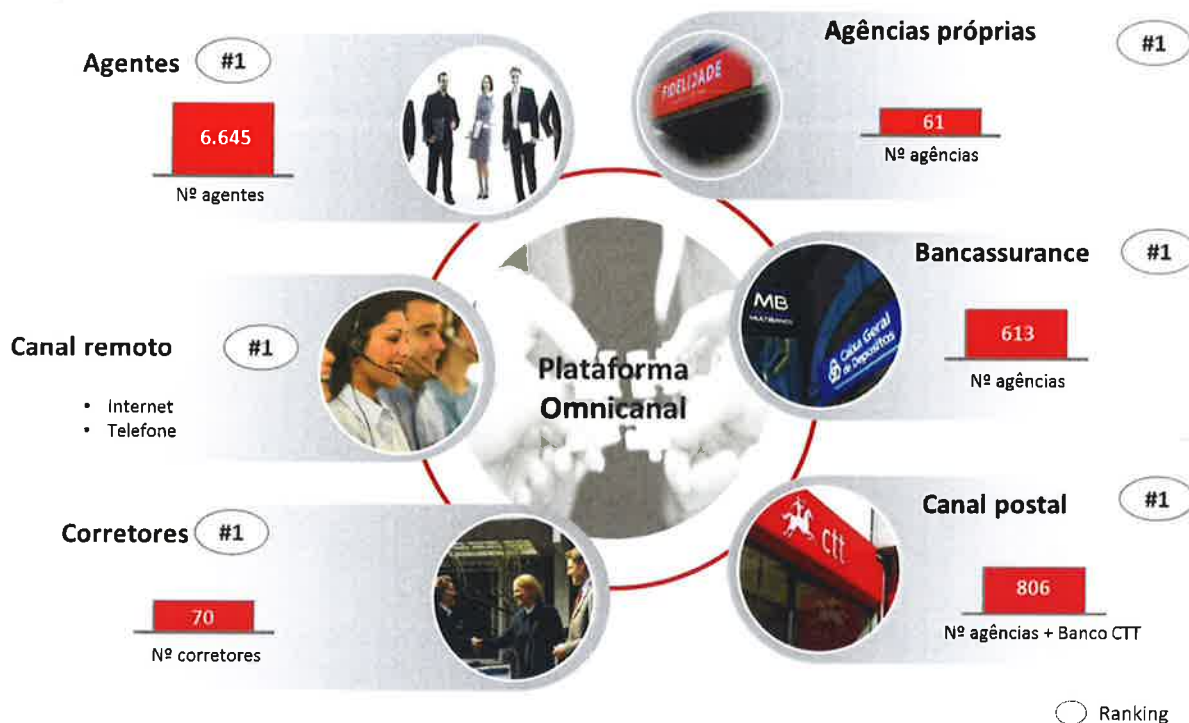 Agentes
#1
6.645
Nº agentes
Agências próprias
#1
FIDELIDADE
61
Nº agências
Canal remoto
#1
• Internet
• Telefone
Plataforma
Omnicanal
Bancassurance
#1
MB
MULTIBANCO
Caixa Geral
de Depositos
613
Nº agências
Corretores
#1
70
Nº corretores
Canal postal
#1
ctt
806
Nº agências + Banco CTT
Ranking